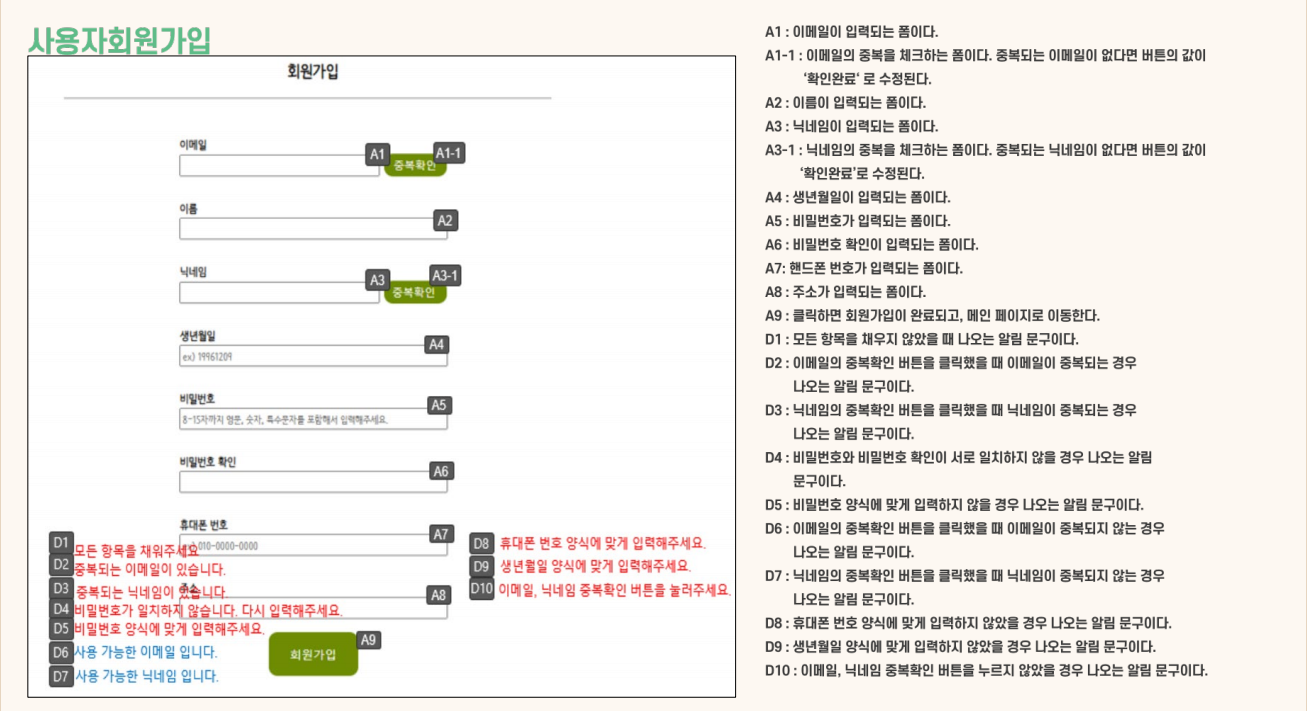 사용자회원가입
회원가입
이메일
A1
A1-1
중복확인
이름
A2
닉네임
A3
A3-1
중복확인
생년월일
A4
ex) 19961209
비밀번호
A5
8-15자까지 영문, 숫자, 특수문자를 포함해서 입력해주세요.
비밀번호 확인
A6
휴대폰 번호
A7
010-0000-0000
주소
A8
회원가입
A9
D1 모든 항목을 채워주세요
D2 중복되는 이메일이 있습니다.
D3 중복되는 닉네임이 있습니다.
D4 비밀번호가 일치하지 않습니다. 다시 입력해주세요.
D5 비밀번호 양식에 맞게 입력해주세요.
D6 사용 가능한 이메일 입니다.
D7 사용 가능한 닉네임 입니다.
D8 휴대폰 번호 양식에 맞게 입력해주세요.
D9 생년월일 양식에 맞게 입력해주세요.
D10 이메일, 닉네임 중복확인 버튼을 눌러주세요.
A1 : 이메일이 입력되는 폼이다.
A1-1 : 이메일의 중복을 체크하는 폼이다. 중복되는 이메일이 없다면 버튼의 값이
‘확인완료‘ 로 수정된다.
A2 : 이름이 입력되는 폼이다.
A3 : 닉네임이 입력되는 폼이다.
A3-1 : 닉네임의 중복을 체크하는 폼이다. 중복되는 닉네임이 없다면 버튼의 값이
‘확인완료’로 수정된다.
A4 : 생년월일이 입력되는 폼이다.
A5 : 비밀번호가 입력되는 폼이다.
A6 : 비밀번호 확인이 입력되는 폼이다.
A7: 핸드폰 번호가 입력되는 폼이다.
A8 : 주소가 입력되는 폼이다.
A9 : 클릭하면 회원가입이 완료되고, 메인 페이지로 이동한다.
D1 : 모든 항목을 채우지 않았을 때 나오는 알림 문구이다.
D2 : 이메일의 중복확인 버튼을 클릭했을 때 이메일이 중복되는 경우
나오는 알림 문구이다.
D3 : 닉네임의 중복확인 버튼을 클릭했을 때 닉네임이 중복되는 경우
나오는 알림 문구이다.
D4 : 비밀번호와 비밀번호 확인이 서로 일치하지 않을 경우 나오는 알림
문구이다.
D5 : 비밀번호 양식에 맞게 입력하지 않을 경우 나오는 알림 문구이다.
D6 : 이메일의 중복확인 버튼을 클릭했을 때 이메일이 중복되지 않는 경우
나오는 알림 문구이다.
D7 : 닉네임의 중복확인 버튼을 클릭했을 때 닉네임이 중복되지 않는 경우
나오는 알림 문구이다.
D8 : 휴대폰 번호 양식에 맞게 입력하지 않았을 경우 나오는 알림 문구이다.
D9 : 생년월일 양식에 맞게 입력하지 않았을 경우 나오는 알림 문구이다.
D10 : 이메일, 닉네임 중복확인 버튼을 누르지 않았을 경우 나오는 알림 문구이다.